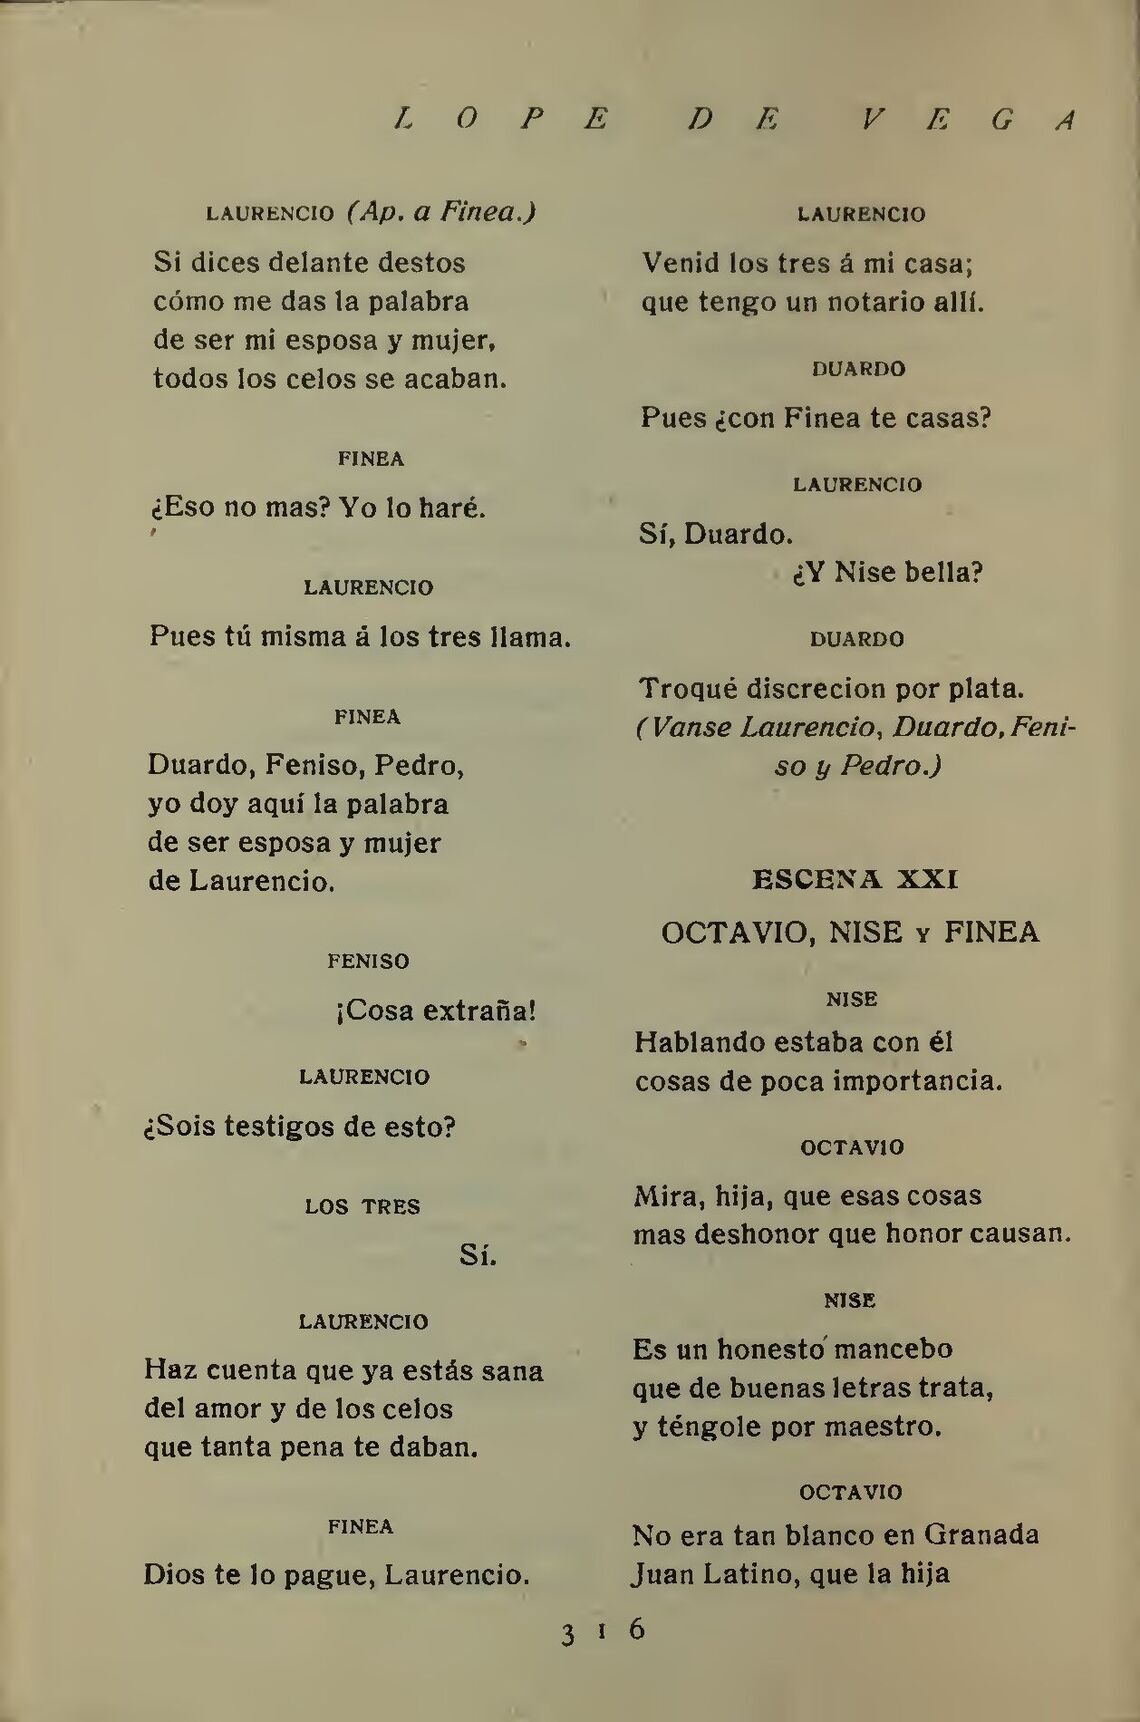 LOPE DE VEGA
LAURENCIO (Ap. a Finea.)
Si dices delante destos
cómo me das la palabra
de ser mi esposa y mujer,
todos los celos se acaban.
FINEA
¿Eso no mas? Yo lo haré.
LAURENCIO
Pues tú misma á los tres llama.
FINEA
Duardo, Feniso, Pedro,
yo doy aquí la palabra
de ser esposa y mujer
de Laurencio.
FENISO
¡Cosa extraña!
LAURENCIO
¿Sois testigos de esto?
LOS TRES
Sí.
LAURENCIO
Haz cuenta que ya estás sana
del amor y de los celos
que tanta pena te daban.
FINEA
Dios te lo pague, Laurencio.
LAURENCIO
Venid los tres á mi casa;
que tengo un notario allí.
DUARDO
Pues ¿con Finea te casas?
LAURENCIO
Sí, Duardo.
¿Y Nise bella?
DUARDO
Troqué discrecion por plata.
(Vanse Laurencio, Duardo, Feni-
so y Pedro.)
ESCENA XXI
OCTAVIO, NISE Y FINEA
NISE
Hablando estaba con él
cosas de poca importancia.
OCTAVIO
Mira, hija, que esas cosas
mas deshonor que honor causan.
NISE
Es un honesto mancebo
que de buenas letras trata,
y téngole por maestro.
OCTAVIO
No era tan blanco en Granada
Juan Latino, que la hija
316